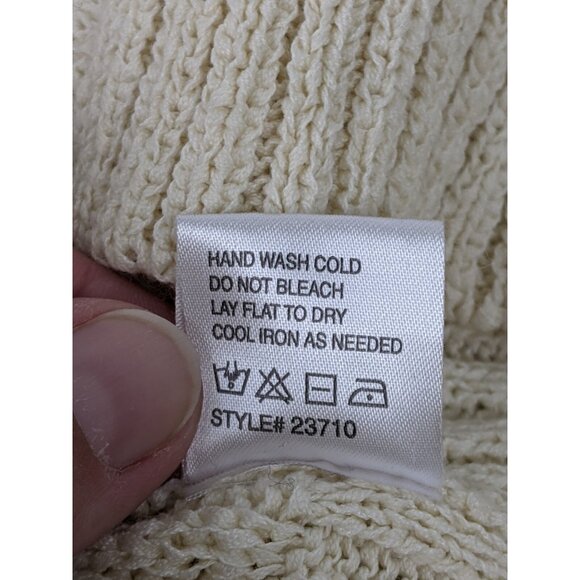 HAND WASH COLD
DO NOT BLEACH
LAY FLAT TO DRY
COOL IRON AS NEEDED
STYLE# 23710